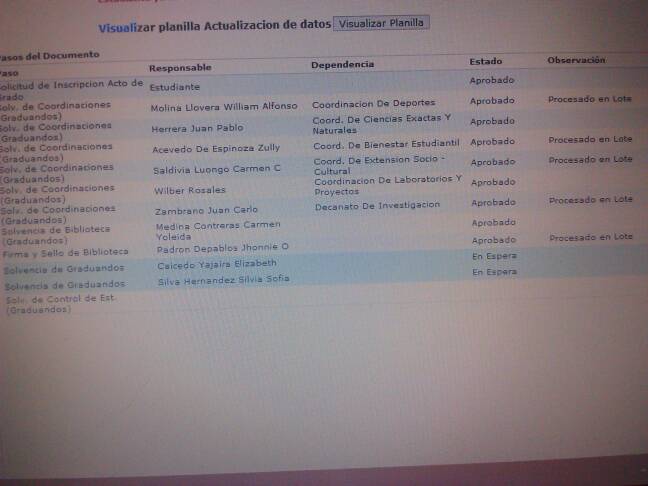 Visualizar planilla Actualizacion de datos Visualizar Planilla
Pasos del Documento
Paso Responsable Dependencia Estado Observación
Solicitud de Inscripcion Acto de Grado Estudiante Aprobado
Solv. de Coordinaciones (Graduandos) Molina Llovera William Alfonso Coordinacion De Deportes Aprobado Procesado en Lote
Solv. de Coordinaciones (Graduandos) Herrera Juan Pablo Coord. De Ciencias Exactas Y Naturales Aprobado
Solv. de Coordinaciones (Graduandos) Acevedo De Espinoza Zully Coord. De Bienestar Estudiantil Aprobado Procesado en Lote
Solv. de Coordinaciones (Graduandos) Saldivia Luongo Carmen C Coord. De Extension Socio - Cultural Aprobado Procesado en Lote
Solv. de Coordinaciones (Graduandos) Wilber Rosales Coordinacion De Laboratorios Y Proyectos Aprobado
Solv. de Coordinaciones (Graduandos) Zambrano Juan Carlo Decanato De Investigacion Aprobado Procesado en Lote
Solvencia de Biblioteca (Graduandos) Medina Contreras Carmen Yoleida Aprobado
Firma y Sello de Biblioteca Padron Depablos Jhonnie O Aprobado Procesado en Lote
Solvencia de Graduandos Caicedo Yajaira Elizabeth En Espera
Solvencia de Graduandos Silva Hernandez Silvia Sofia En Espera
Solv. de Control de Est. (Graduandos)